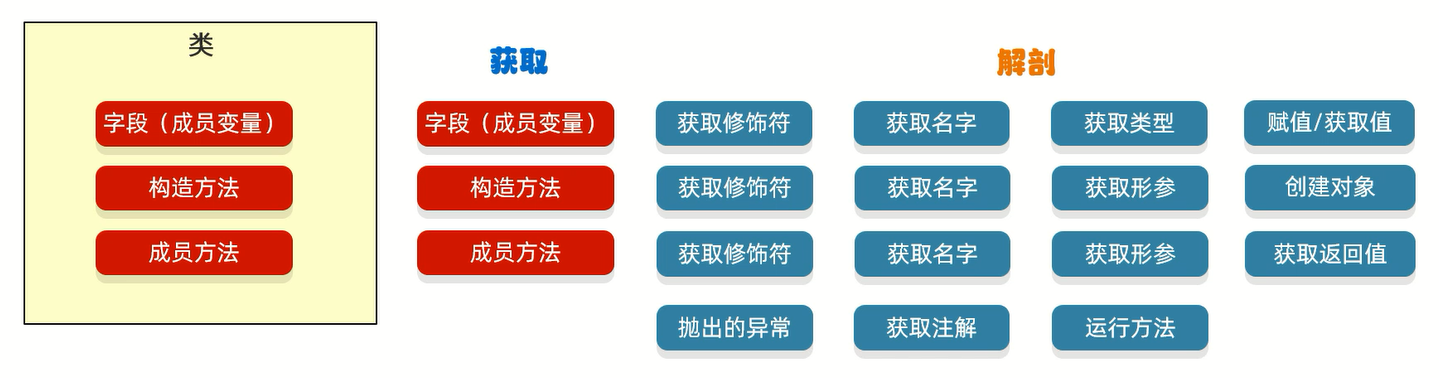 类
字段（成员变量）
构造方法
成员方法
获取
字段（成员变量）
构造方法
成员方法
解剖
获取修饰符 获取名字 获取类型 赋值/获取值
获取修饰符 获取名字 获取形参 创建对象
获取修饰符 获取名字 获取形参 获取返回值
抛出的异常 获取注解 运行方法